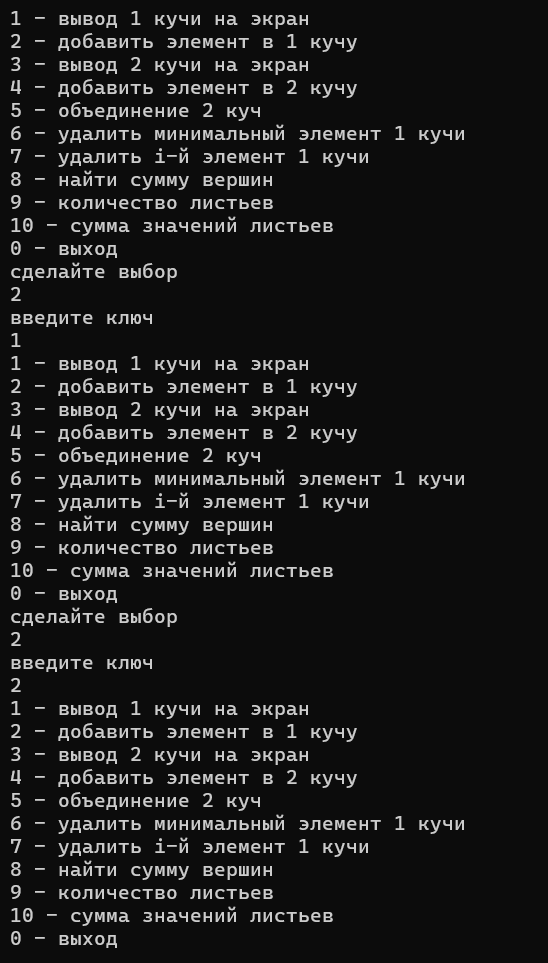 1 - вывод 1 кучи на экран
2 - добавить элемент в 1 кучу
3 - вывод 2 кучи на экран
4 - добавить элемент в 2 кучу
5 - объединение 2 куч
6 - удалить минимальный элемент 1 кучи
7 - удалить i-й элемент 1 кучи
8 - найти сумму вершин
9 - количество листьев
10 - сумма значений листьев
0 - выход
сделайте выбор
2
введите ключ
1
1 - вывод 1 кучи на экран
2 - добавить элемент в 1 кучу
3 - вывод 2 кучи на экран
4 - добавить элемент в 2 кучу
5 - объединение 2 куч
6 - удалить минимальный элемент 1 кучи
7 - удалить i-й элемент 1 кучи
8 - найти сумму вершин
9 - количество листьев
10 - сумма значений листьев
0 - выход
сделайте выбор
2
введите ключ
2
1 - вывод 1 кучи на экран
2 - добавить элемент в 1 кучу
3 - вывод 2 кучи на экран
4 - добавить элемент в 2 кучу
5 - объединение 2 куч
6 - удалить минимальный элемент 1 кучи
7 - удалить i-й элемент 1 кучи
8 - найти сумму вершин
9 - количество листьев
10 - сумма значений листьев
0 - выход